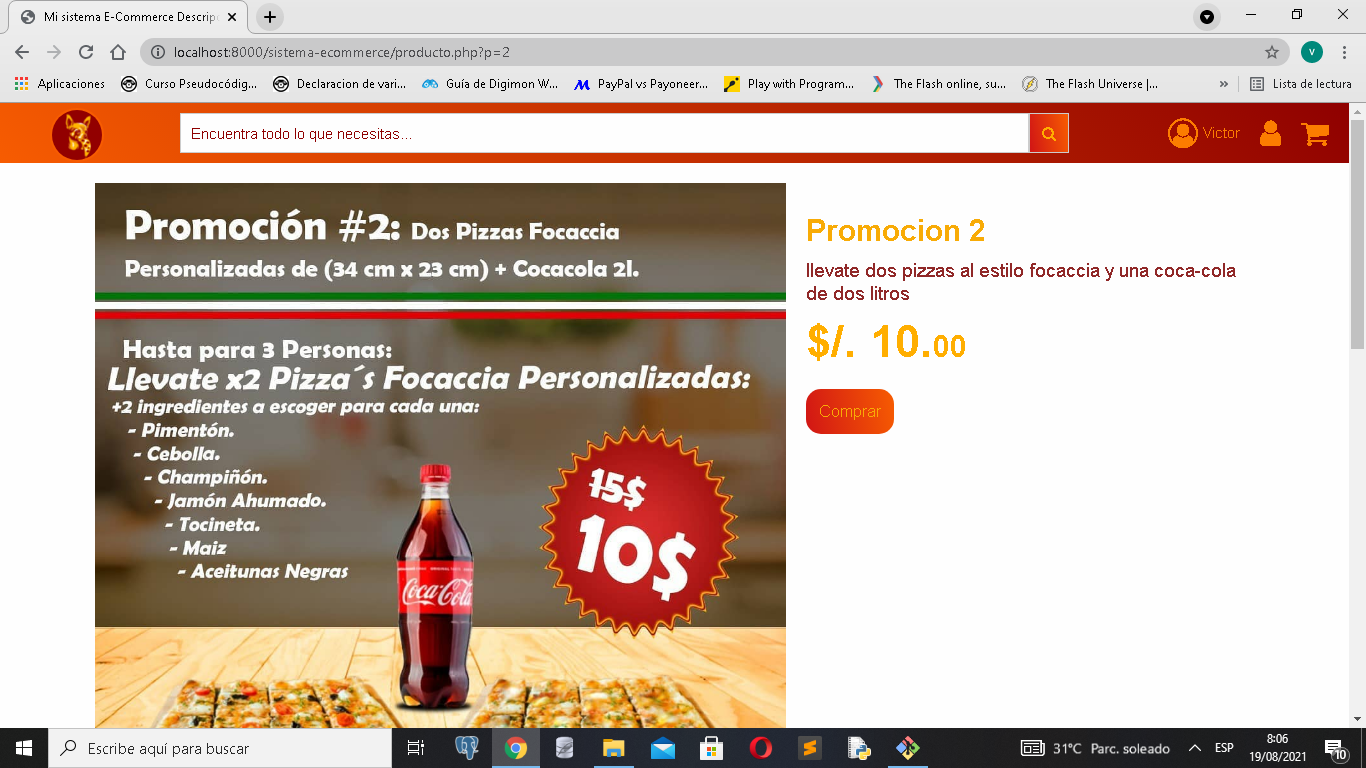 Mi sistema E-Commerce Descrip
localhost:8000/sistema-ecommerce/producto.php?p=2
V
Aplicaciones
Curso Pseudocódig...
Declaracion de vari...
Guía de Digimon W...
PayPal vs Payoneer...
Play with Program...
The Flash online, su...
The Flash Universe |...
»
Lista de lectura
Encuentra todo lo que necesitas...
Victor
Promoción #2: Dos Pizzas Focaccia
Personalizadas de (34 cm x 23 cm) + Cocacola 2l.
Hasta para 3 Personas:
Llevate x2 Pizza´s Focaccia Personalizadas:
+2 ingredientes a escoger para cada una:
- Pimentón.
- Cebolla.
- Champiñón.
- Jamón Ahumado.
- Tocineta.
- Maiz
- Aceitunas Negras
15$
10$
Coca-Cola
Promocion 2
llevate dos pizzas al estilo focaccia y una coca-cola
de dos litros
$/. 10.00
Comprar
Escribe aquí para buscar
31°C Parc. soleado
ESP
8:06
19/08/2021
10